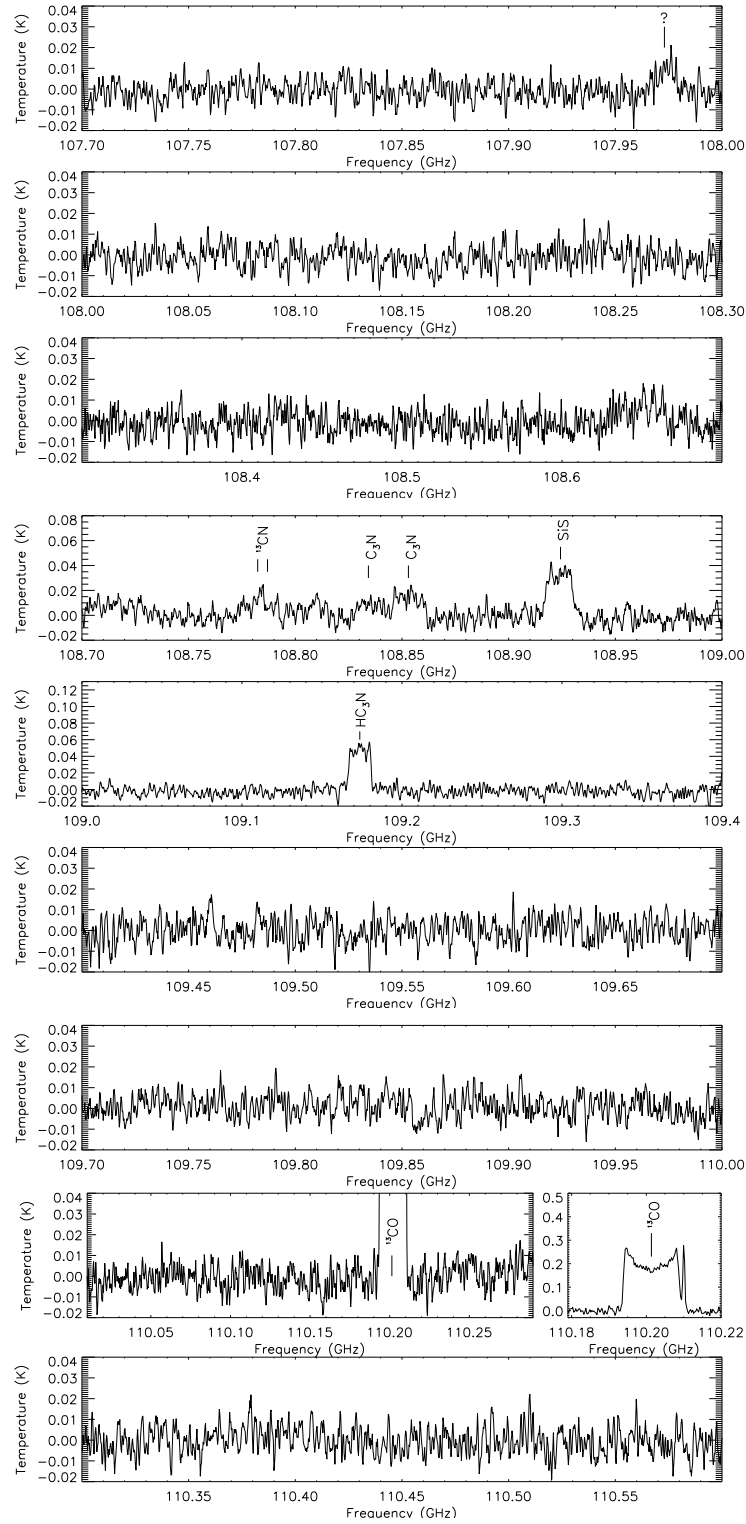 ?
Temperature (K)
0.04
0.03
0.02
0.01
0.00
−0.01
−0.02
107.70 107.75 107.80 107.85 107.90 107.95 108.00
Frequency (GHz)
Temperature (K)
0.04
0.03
0.02
0.01
0.00
−0.01
−0.02
108.00 108.05 108.10 108.15 108.20 108.25 108.30
Frequency (GHz)
Temperature (K)
0.04
0.03
0.02
0.01
0.00
−0.01
−0.02
108.4 108.5 108.6
Frequency (GHz)
Temperature (K)
0.08
0.06
0.04
0.02
0.00
−0.02
¹³CN
C₃N
C₃N
SiS
108.70 108.75 108.80 108.85 108.90 108.95 109.00
Frequency (GHz)
Temperature (K)
0.12
0.10
0.08
0.06
0.04
0.02
0.00
−0.02
HC₃N
109.0 109.1 109.2 109.3 109.4
Frequency (GHz)
Temperature (K)
0.04
0.03
0.02
0.01
0.00
−0.01
−0.02
109.45 109.50 109.55 109.60 109.65
Frequency (GHz)
Temperature (K)
0.04
0.03
0.02
0.01
0.00
−0.01
−0.02
109.70 109.75 109.80 109.85 109.90 109.95 110.00
Frequency (GHz)
Temperature (K)
0.04
0.03
0.02
0.01
0.00
−0.01
−0.02
¹³CO
110.05 110.10 110.15 110.20 110.25
Frequency (GHz)
0.5
0.4
0.3
0.2
0.1
0.0
¹³CO
110.18 110.20 110.22
Frequency (GHz)
Temperature (K)
0.04
0.03
0.02
0.01
0.00
−0.01
−0.02
110.35 110.40 110.45 110.50 110.55
Frequency (GHz)